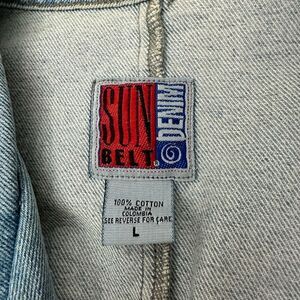 SUN
BELT
DENIM
100% COTTON
MADE IN
COLOMBIA
SEE REVERSE FOR CARE
L